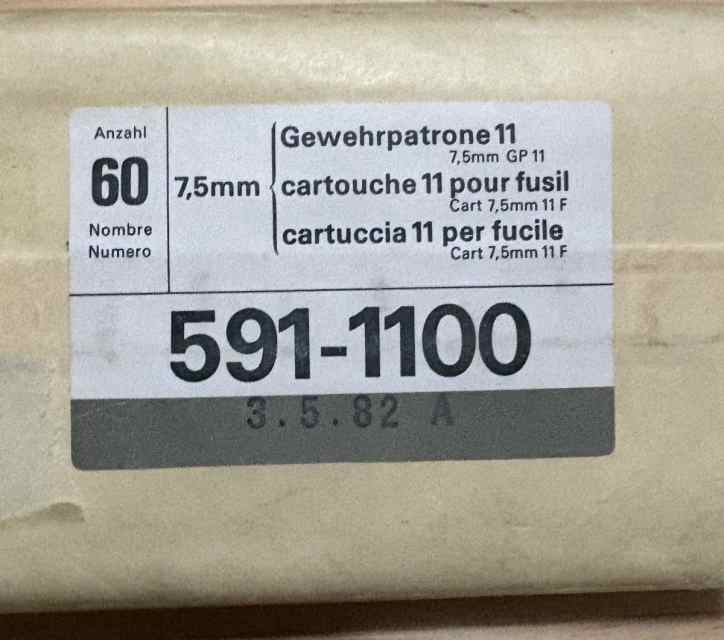 Anzahl
60
Nombre
Numero
7,5mm
Gewehrpatrone 11
7,5mm GP 11
cartouche 11 pour fusil
Cart 7,5mm 11 F
cartuccia 11 per fucile
Cart 7,5mm 11 F
591-1100
3.5.82 A